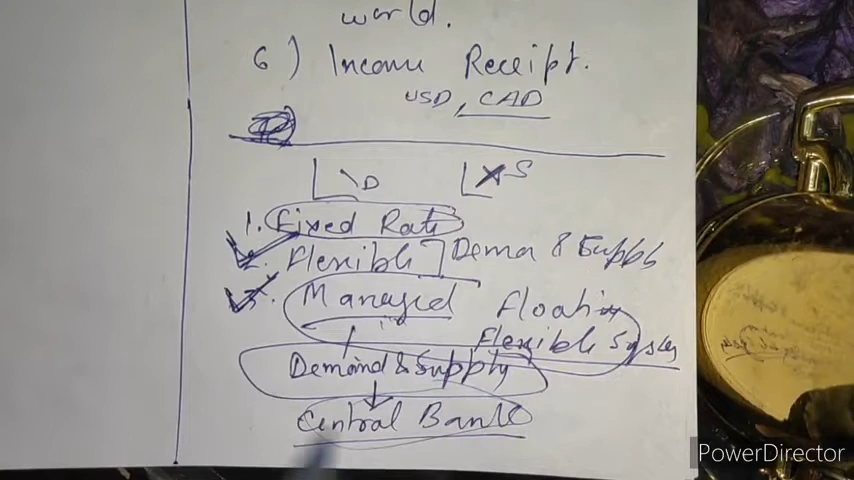 world.
6) Income Receipt.
USD, CAD
D S
1. Fixed Rate
2. Flexible ] Deman & Supply
3. Managed Floating
Flexible System
Demand & Supply
Central Bank
PowerDirector